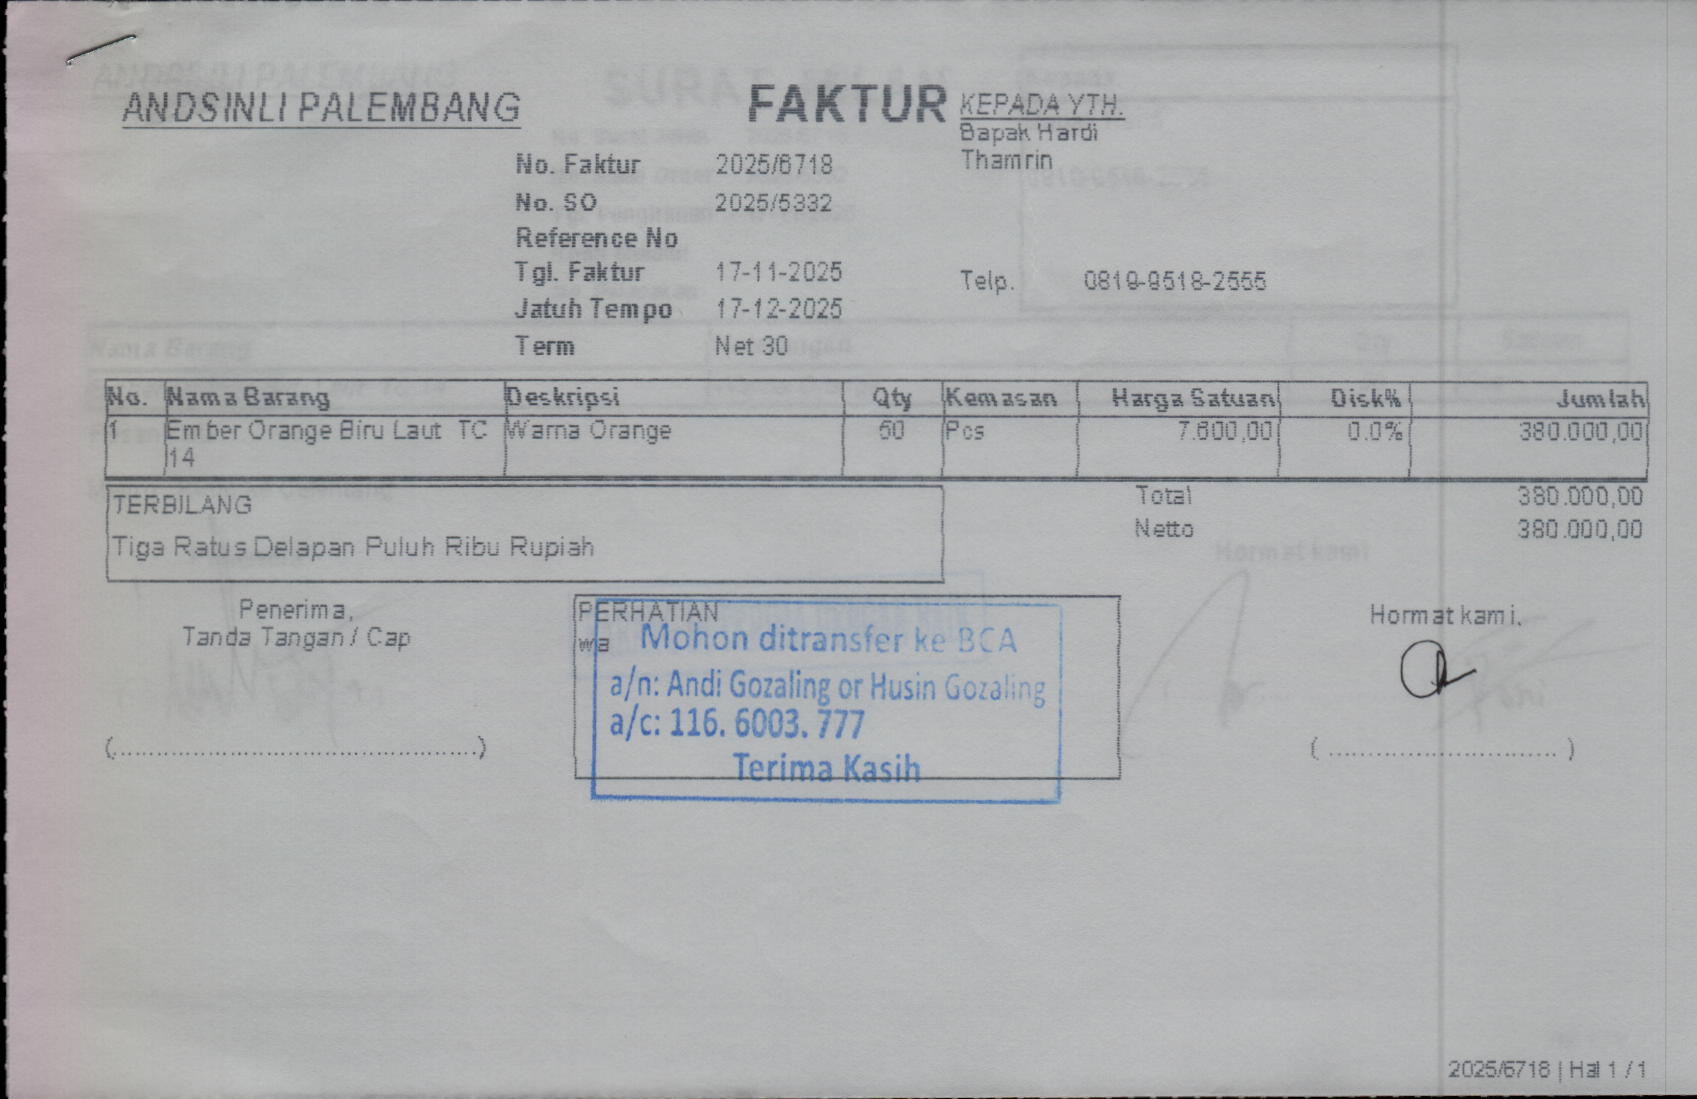 ANDSINLI PALEMBANG
FAKTUR
KEPADA YTH.
Bapak Hardi
Thamrin
No. Faktur 2025/6718
No. SO 2025/5332
Reference No
Tgl. Faktur 17-11-2025
Telp. 0819-9518-2555
Jatuh Tempo 17-12-2025
Term Net 30
No. Nama Barang Deskripsi Qty Kemasan Harga Satuan Disk% Jumlah
1 Ember Orange Biru Laut TC Warna Orange 50 Pcs 7.600,00 0.0% 380.000,00
14
TERBILANG
Tiga Ratus Delapan Puluh Ribu Rupiah
Total 380.000,00
Netto 380.000,00
Penerima,
Tanda Tangan / Cap
PERHATIAN
wa
Mohon ditransfer ke BCA
a/n: Andi Gozaling or Husin Gozaling
a/c: 116. 6003. 777
Terima Kasih
Hormat kami,
(................................................)
( ............................. )
2025/6718 | Hal 1 / 1